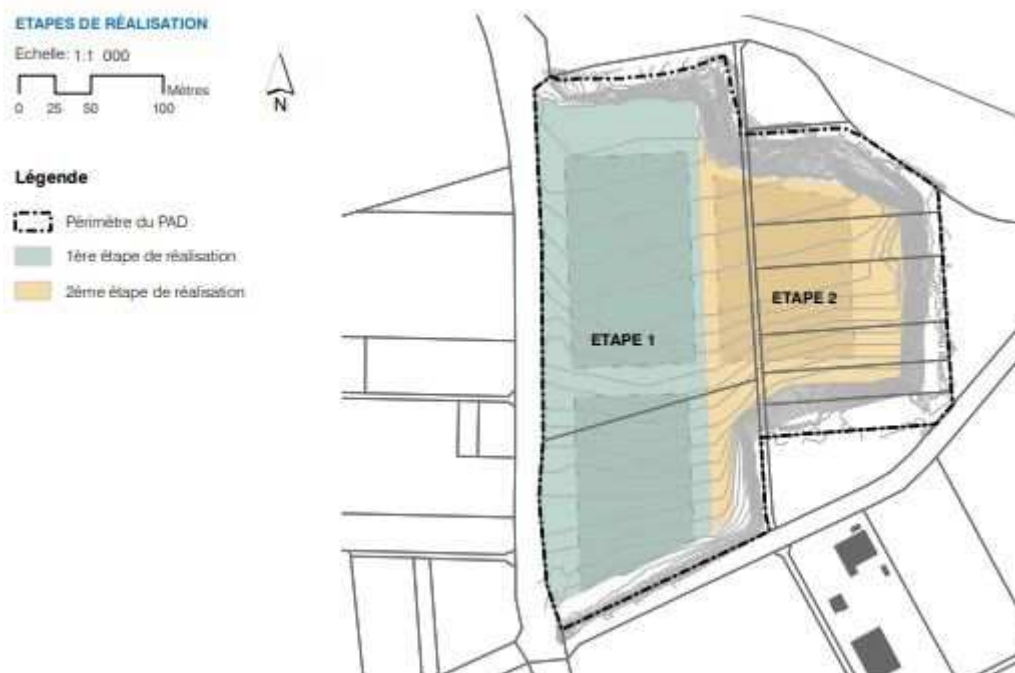 ETAPES DE RÉALISATION
Echelle: 1:1 000
Mètres
0 25 50 100
N
Légende
Périmètre du PAD
1ère étape de réalisation
2ème étape de réalisation
ETAPE 2
ETAPE 1